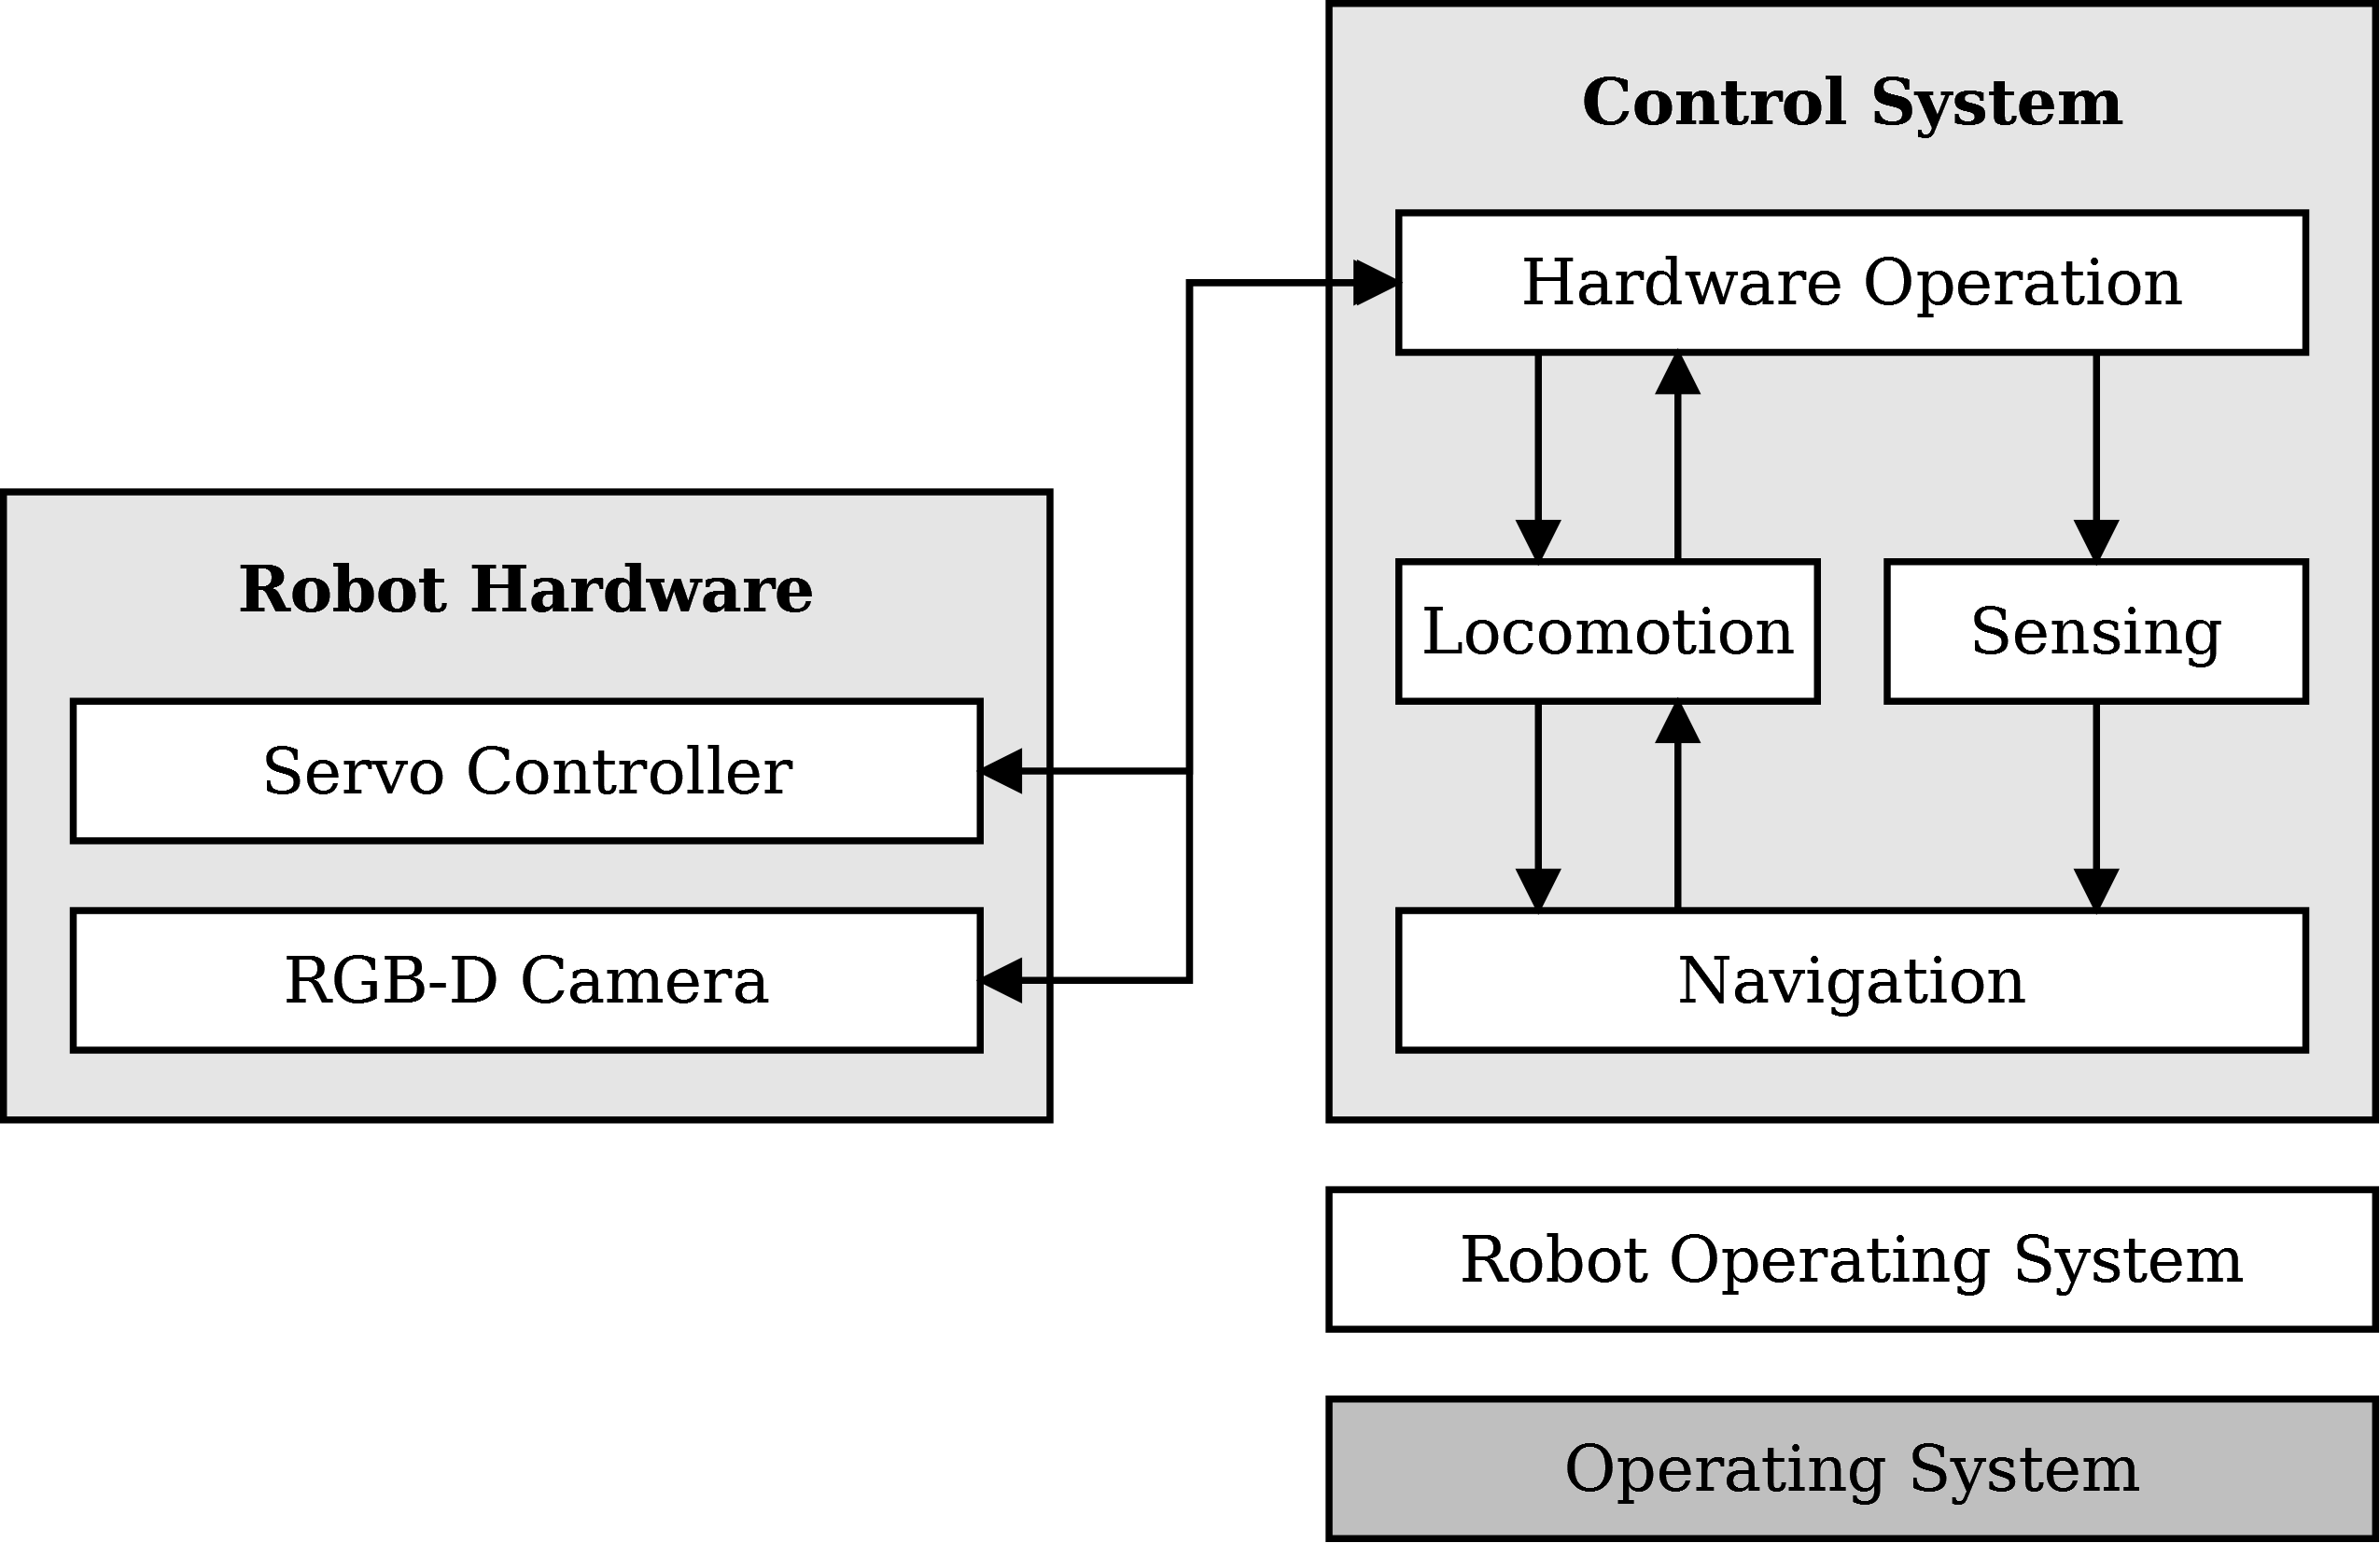 Control System
Hardware Operation
Locomotion
Sensing
Navigation
Robot Hardware
Servo Controller
RGB-D Camera
Robot Operating System
Operating System